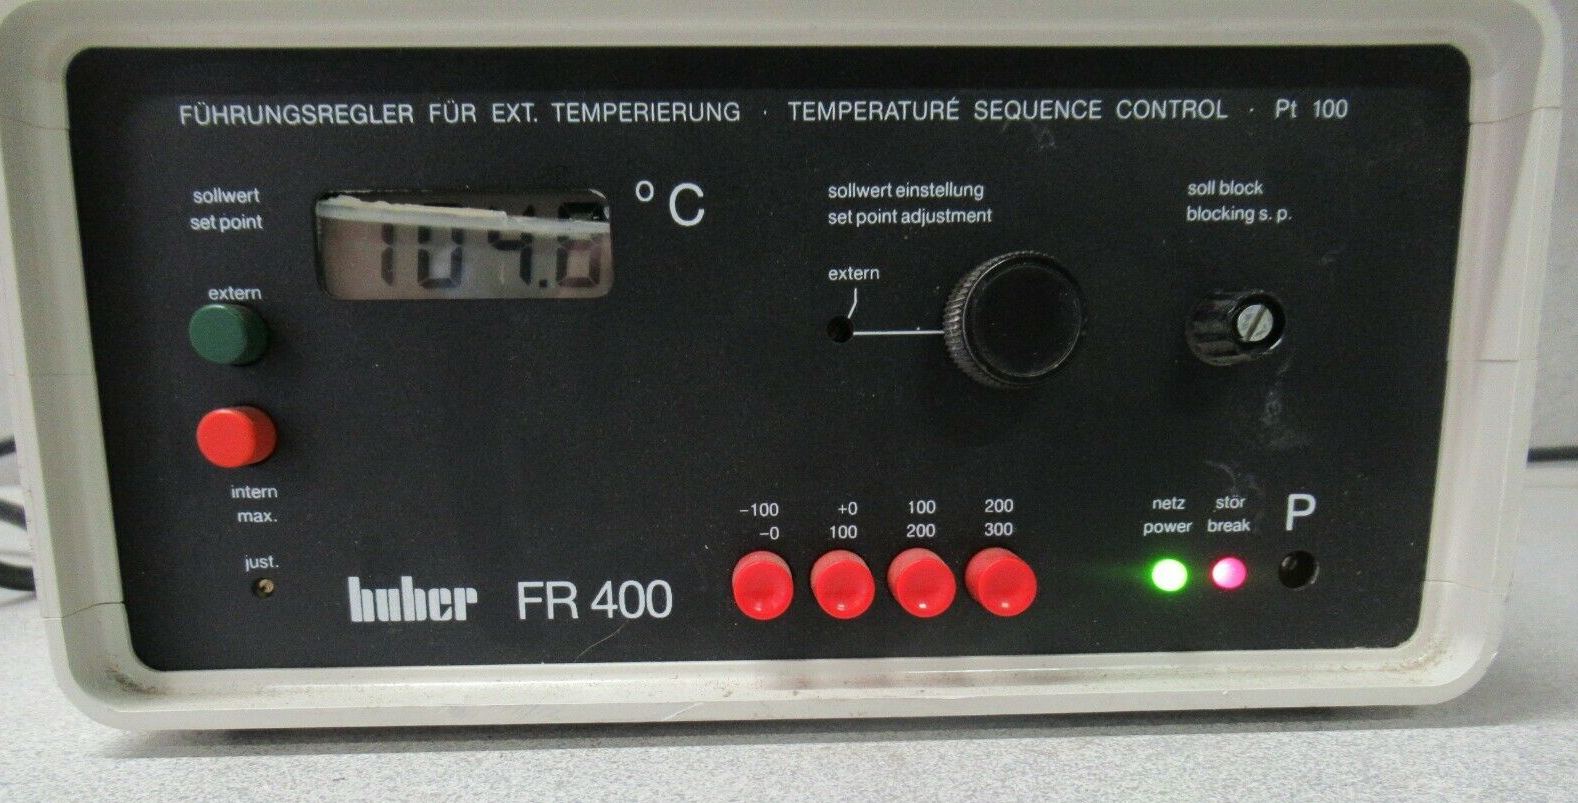 FÜHRUNGSREGLER FÜR EXT. TEMPERIERUNG · TEMPERATURÉ SEQUENCE CONTROL · Pt 100
sollwert
set point
104.8
°C
sollwert einstellung
set point adjustment
soll block
blocking s. p.
extern
extern
intern
max.
just.
huber FR 400
-100
-0
+0
100
100
200
200
300
netz
power
stör
break
P